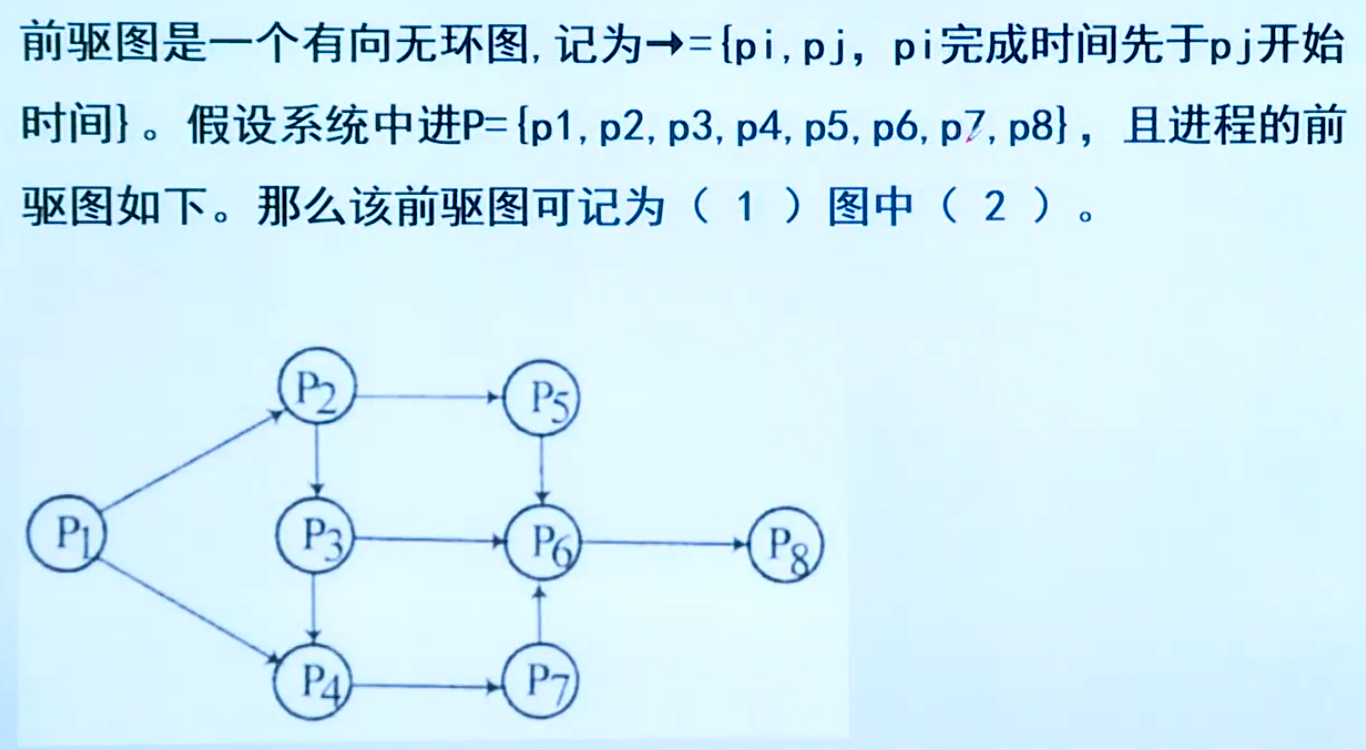 前驱图是一个有向无环图,记为→={pi,pj, pi完成时间先于pj开始
时间}。假设系统中进P={p1,p2,p3,p4,p5,p6,p7,p8}, 且进程的前
驱图如下。那么该前驱图可记为( 1 )图中( 2 )。
P2
P5
P1
P3
P6
P8
P4
P7